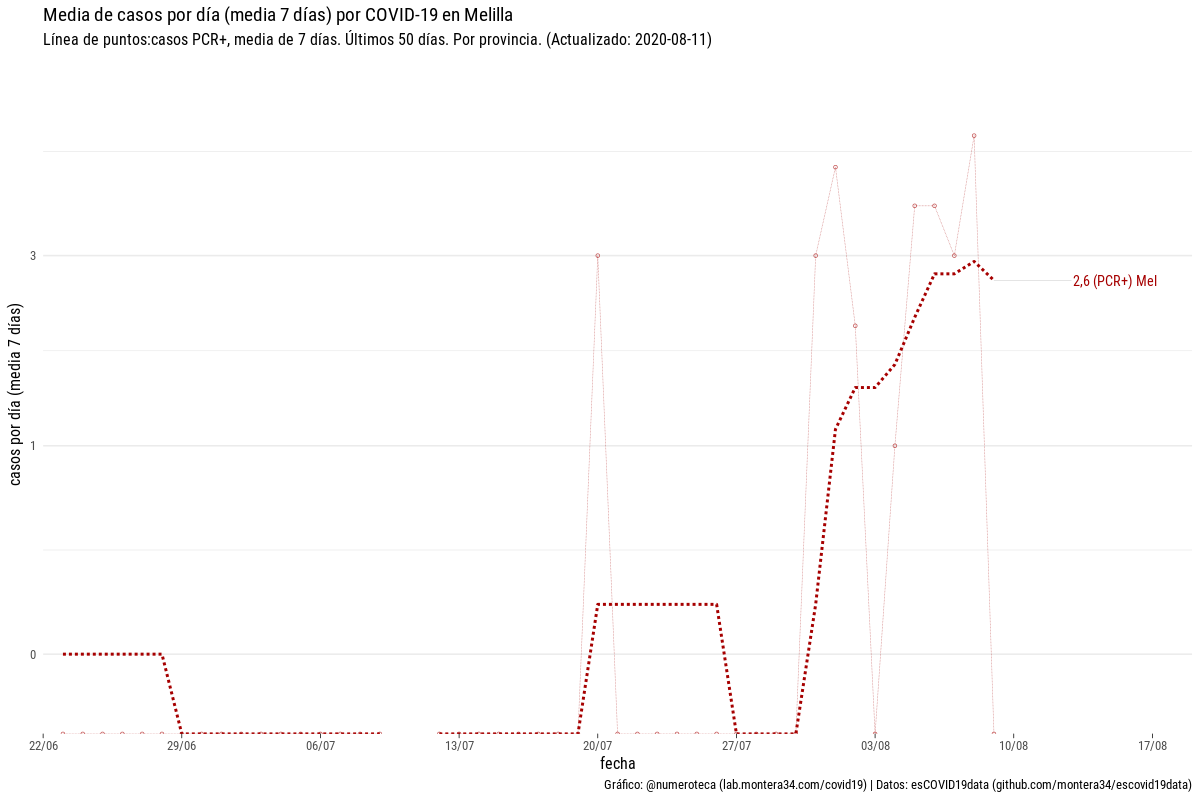 Media de casos por día (media 7 días) por COVID-19 en Melilla
Línea de puntos:casos PCR+, media de 7 días. Últimos 50 días. Por provincia. (Actualizado: 2020-08-11)
casos por día (media 7 días)
3
1
0
2,6 (PCR+) Mel
22/06 29/06 06/07 13/07 20/07 27/07 03/08 10/08 17/08
fecha
Gráfico: @numeroteca (lab.montera34.com/covid19) | Datos: esCOVID19data (github.com/montera34/escovid19data)